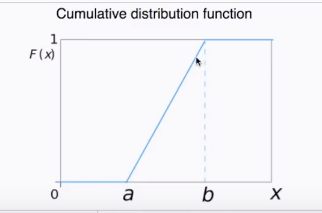 Cumulative distribution function
1
F(x)
0 a b X